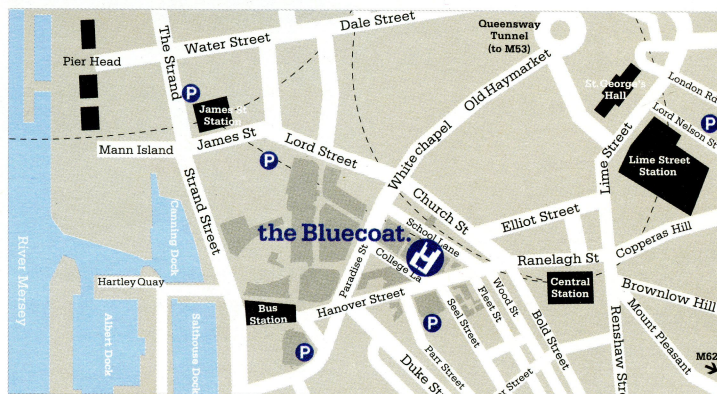 Dale Street
Queensway
Tunnel
(to M53)
The Strand
Water Street
Pier Head
Old Haymarket
St. George's
Hall
London Rd
P
James St
Station
Lord Nelson St
P
James St
Mann Island
Lord Street
Whitechapel
Lime Street
Lime Street
Station
P
Strand Street
Canning Dock
Church St
Elliot Street
School Lane
the Bluecoat.
College La
Paradise St
Ranelagh St
Copperas Hill
River Mersey
Hartley Quay
Albert Dock
Salthouse Dock
Bus
Station
Hanover Street
Central
Station
Brownlow Hill
Wood St
Fleet St
Seel Street
Bold Street
Renshaw Str
Mount Pleasant
P
P
Parr Street
Duke St
er Street
M62